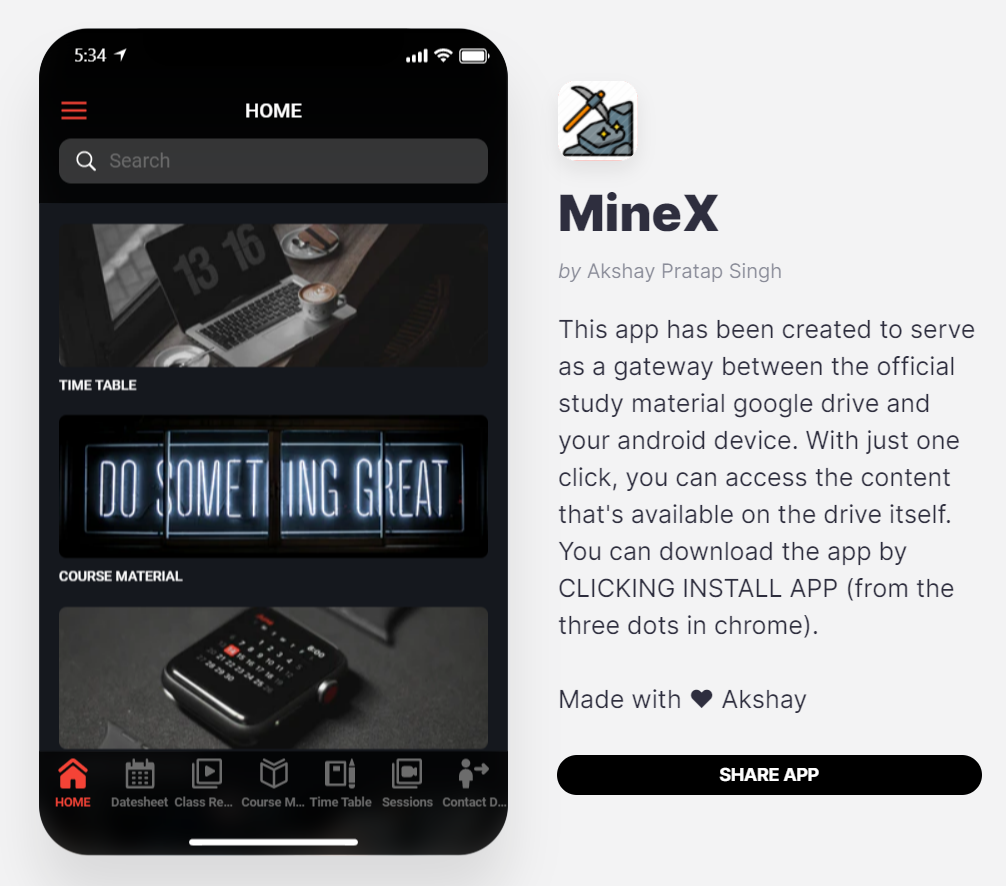 5:34
HOME
Search
13 16
TIME TABLE
DO SOMETHING GREAT
COURSE MATERIAL
HOME
Datesheet
Class Re...
Course M...
Time Table
Sessions
Contact D...
MineX
by Akshay Pratap Singh
This app has been created to serve
as a gateway between the official
study material google drive and
your android device. With just one
click, you can access the content
that's available on the drive itself.
You can download the app by
CLICKING INSTALL APP (from the
three dots in chrome).
Made with ♥ Akshay
SHARE APP